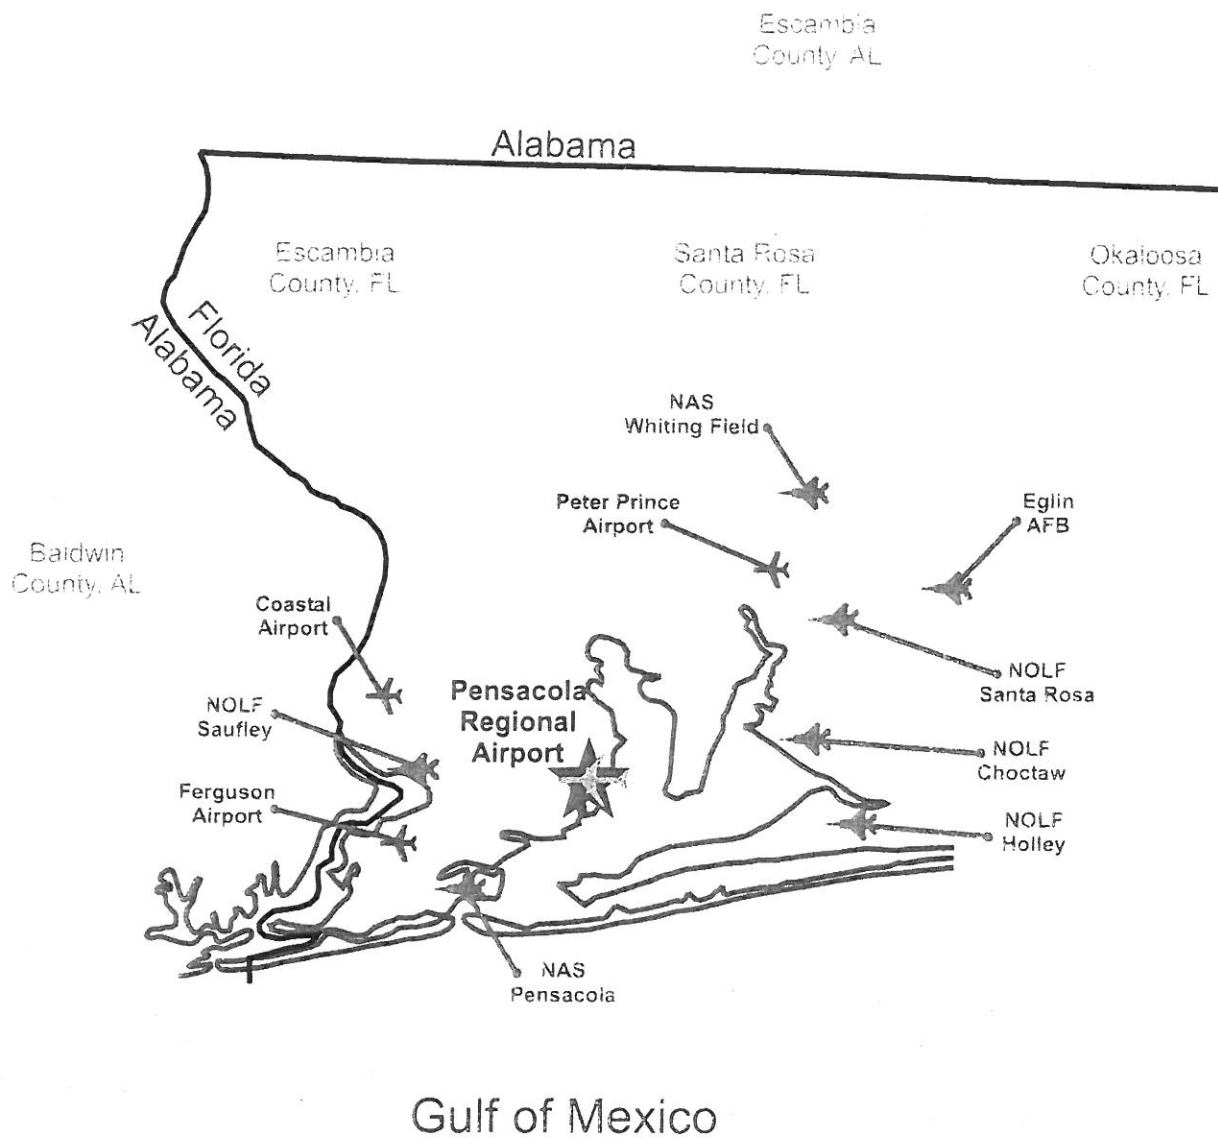 Escambia
County, AL
Alabama
Escambia
County, FL
Santa Rosa
County, FL
Okaloosa
County, FL
Florida
Alabama
NAS
Whiting Field
Peter Prince
Airport
Eglin
AFB
Baldwin
County, AL
Coastal
Airport
NOLF
Santa Rosa
Pensacola
Regional
Airport
NOLF
Saufley
NOLF
Choctaw
Ferguson
Airport
NOLF
Holley
NAS
Pensacola
Gulf of Mexico